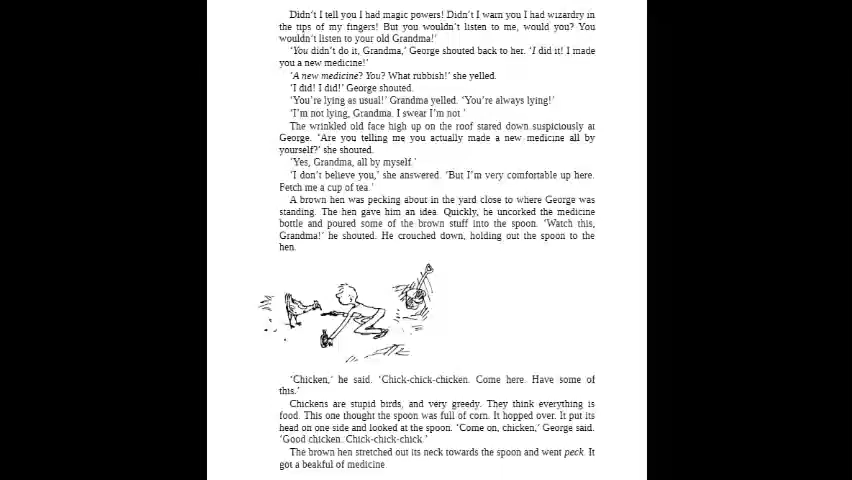 Didn't I tell you I had magic powers! Didn't I warn you I had wizardry in
the tips of my fingers! But you wouldn't listen to me, would you? You
wouldn't listen to your old Grandma!'
'You didn't do it, Grandma,' George shouted back to her. 'I did it! I made
you a new medicine!'
'A new medicine? You? What rubbish!' she yelled.
'I did! I did!' George shouted.
'You're lying as usual!' Grandma yelled. 'You're always lying!'
'I'm not lying, Grandma. I swear I'm not.'
The wrinkled old face high up on the roof stared down suspiciously at
George. 'Are you telling me you actually made a new medicine all by
yourself?' she shouted.
'Yes, Grandma, all by myself.'
'I don't believe you,' she answered. 'But I'm very comfortable up here.
Fetch me a cup of tea.'
A brown hen was pecking about in the yard close to where George was
standing. The hen gave him an idea. Quickly, he uncorked the medicine
bottle and poured some of the brown stuff into the spoon. 'Watch this,
Grandma!' he shouted. He crouched down, holding out the spoon to the
hen.
'Chicken,' he said. 'Chick-chick-chicken. Come here. Have some of
this.'
Chickens are stupid birds, and very greedy. They think everything is
food. This one thought the spoon was full of corn. It hopped over. It put its
head on one side and looked at the spoon. 'Come on, chicken,' George said.
'Good chicken. Chick-chick-chick.'
The brown hen stretched out its neck towards the spoon and went peck. It
got a beakful of medicine.